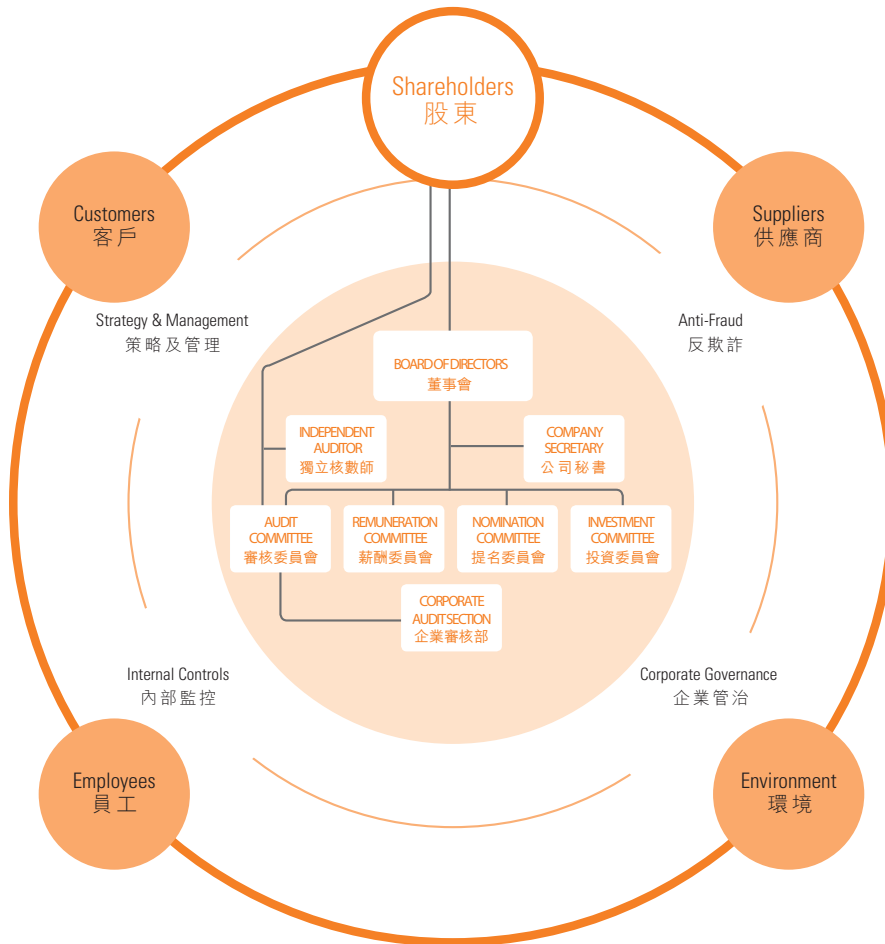 Shareholders
股東
Customers
客戶
Suppliers
供應商
Strategy & Management
策略及管理
Anti-Fraud
反欺詐
BOARD OF DIRECTORS
董事會
INDEPENDENT
AUDITOR
獨立核數師
COMPANY
SECRETARY
公司秘書
AUDIT
COMMITTEE
審核委員會
REMUNERATION
COMMITTEE
薪酬委員會
NOMINATION
COMMITTEE
提名委員會
INVESTMENT
COMMITTEE
投資委員會
CORPORATE
AUDIT SECTION
企業審核部
Internal Controls
內部監控
Corporate Governance
企業管治
Employees
員工
Environment
環境